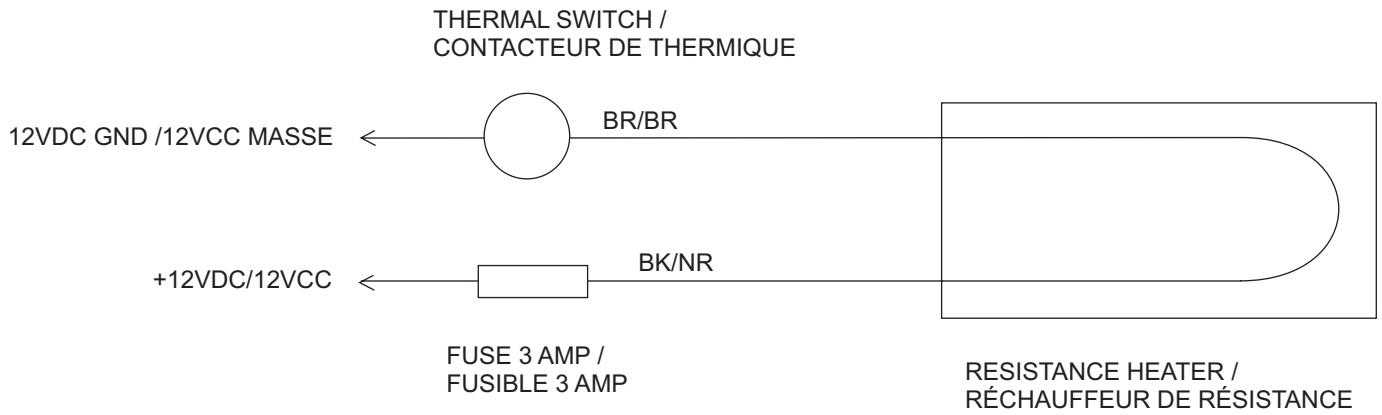 THERMAL SWITCH /
CONTACTEUR DE THERMIQUE
12VDC GND /12VCC MASSE
BR/BR
+12VDC/12VCC
BK/NR
FUSE 3 AMP /
FUSIBLE 3 AMP
RESISTANCE HEATER /
RÉCHAUFFEUR DE RÉSISTANCE